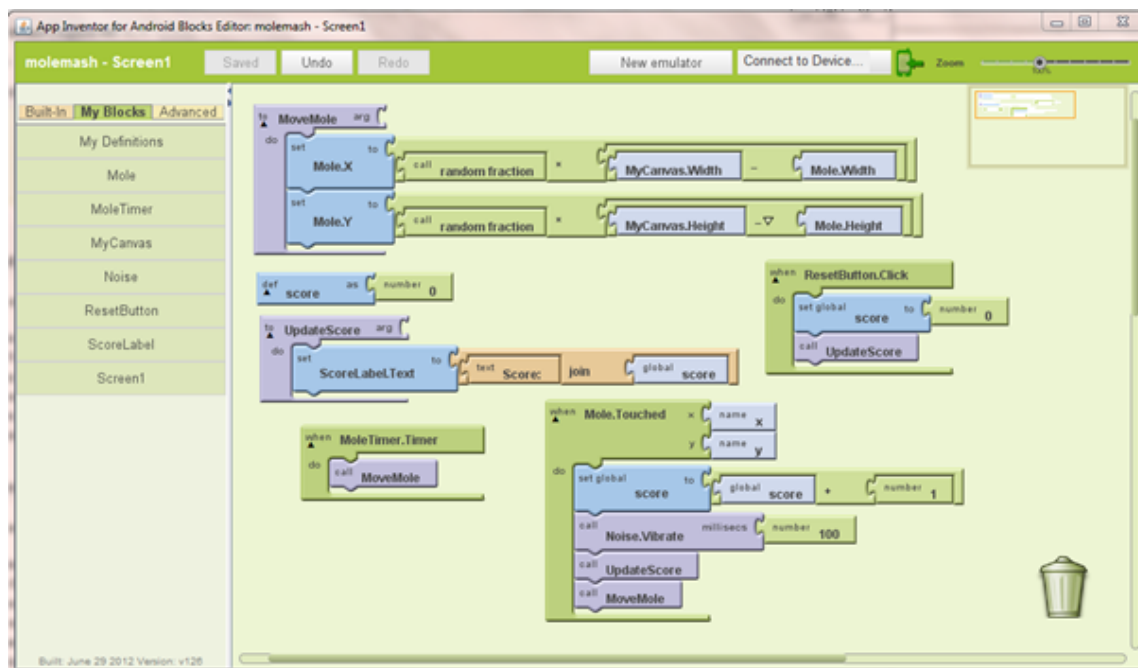 App Inventor for Android Blocks Editor: molemash - Screen1
molemash - Screen1 Saved Undo Redo New emulator Connect to Device... Zoom
100%
Built-In My Blocks Advanced
My Definitions
Mole
MoleTimer
MyCanvas
Noise
ResetButton
ScoreLabel
Screen1
to MoveMole arg
do set Mole.X to call random fraction × MyCanvas.Width - Mole.Width
set Mole.Y to call random fraction × MyCanvas.Height - Mole.Height
def score as number 0
to UpdateScore arg
do set ScoreLabel.Text to text Score: join global score
when ResetButton.Click
do set global score to number 0
call UpdateScore
when MoleTimer.Timer
do call MoveMole
when Mole.Touched x name x
y name y
do set global score to global score + number 1
call Noise.Vibrate millisecs number 100
call UpdateScore
call MoveMole
Built: June 29 2012 Version: v126